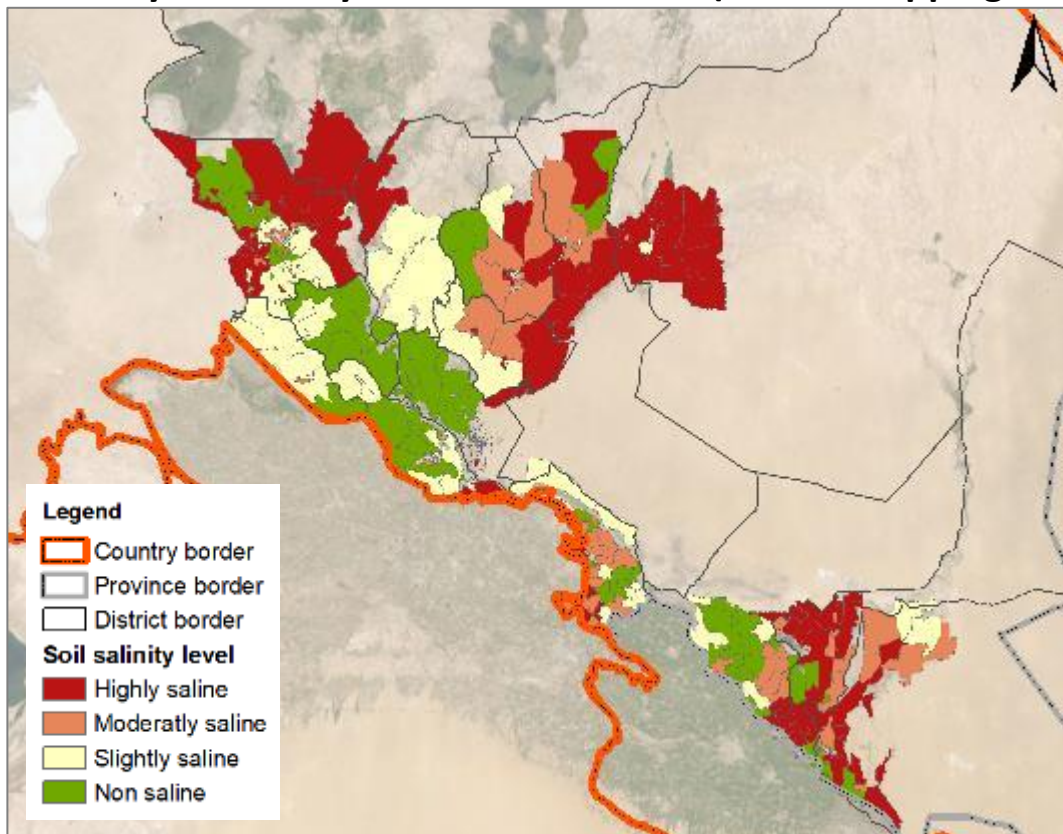 Legend
Country border
Province border
District border
Soil salinity level
Highly saline
Moderatly saline
Slightly saline
Non saline